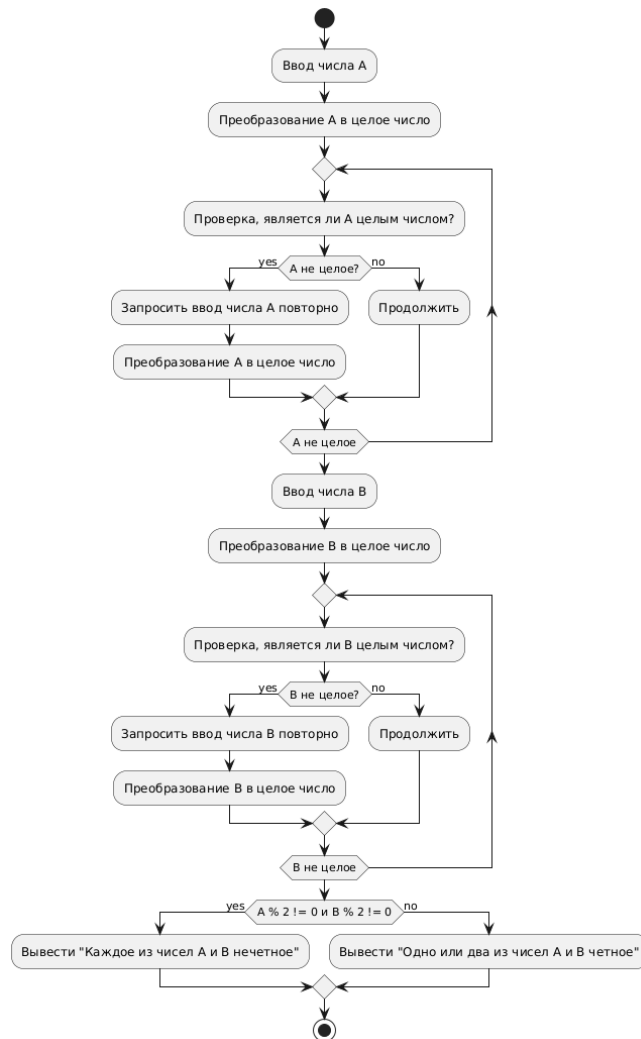 Ввод числа A
Преобразование A в целое число
Проверка, является ли A целым числом?
yes
A не целое?
no
Запросить ввод числа A повторно
Продолжить
Преобразование A в целое число
A не целое
Ввод числа B
Преобразование B в целое число
Проверка, является ли B целым числом?
yes
B не целое?
no
Запросить ввод числа B повторно
Продолжить
Преобразование B в целое число
B не целое
yes
A % 2 != 0 и B % 2 != 0
no
Вывести "Каждое из чисел A и B нечетное"
Вывести "Одно или два из чисел A и B четное"